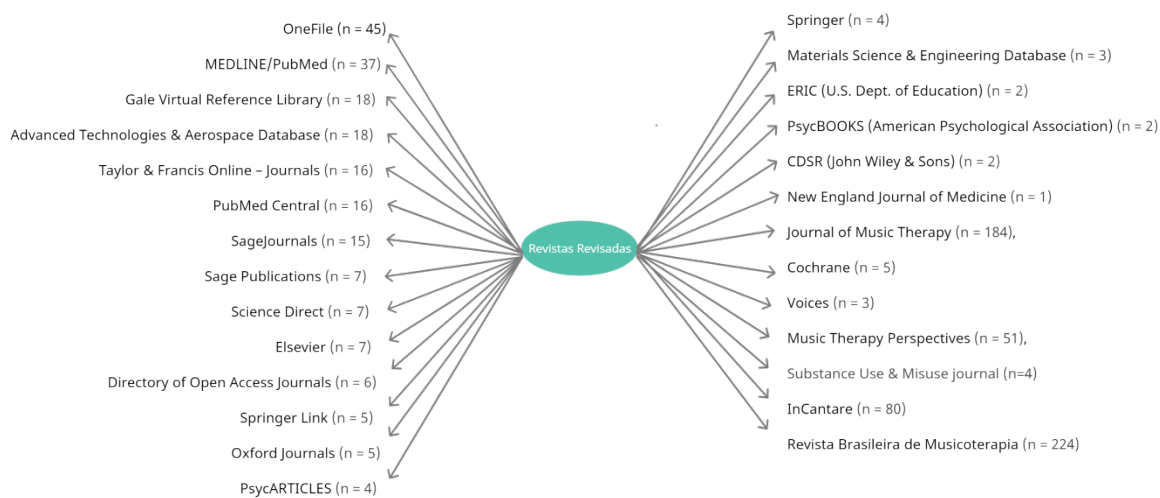 OneFile (n = 45)
MEDLINE/PubMed (n = 37)
Gale Virtual Reference Library (n = 18)
Advanced Technologies & Aerospace Database (n = 18)
Taylor & Francis Online – Journals (n = 16)
PubMed Central (n = 16)
SageJournals (n = 15)
Sage Publications (n = 7)
Science Direct (n = 7)
Elsevier (n = 7)
Directory of Open Access Journals (n = 6)
Springer Link (n = 5)
Oxford Journals (n = 5)
PsycARTICLES (n = 4)
Revistas Revisadas
Springer (n = 4)
Materials Science & Engineering Database (n = 3)
ERIC (U.S. Dept. of Education) (n = 2)
PsycBOOKS (American Psychological Association) (n = 2)
CDSR (John Wiley & Sons) (n = 2)
New England Journal of Medicine (n = 1)
Journal of Music Therapy (n = 184),
Cochrane (n = 5)
Voices (n = 3)
Music Therapy Perspectives (n = 51),
Substance Use & Misuse journal (n=4)
InCantare (n = 80)
Revista Brasileira de Musicoterapia (n = 224)